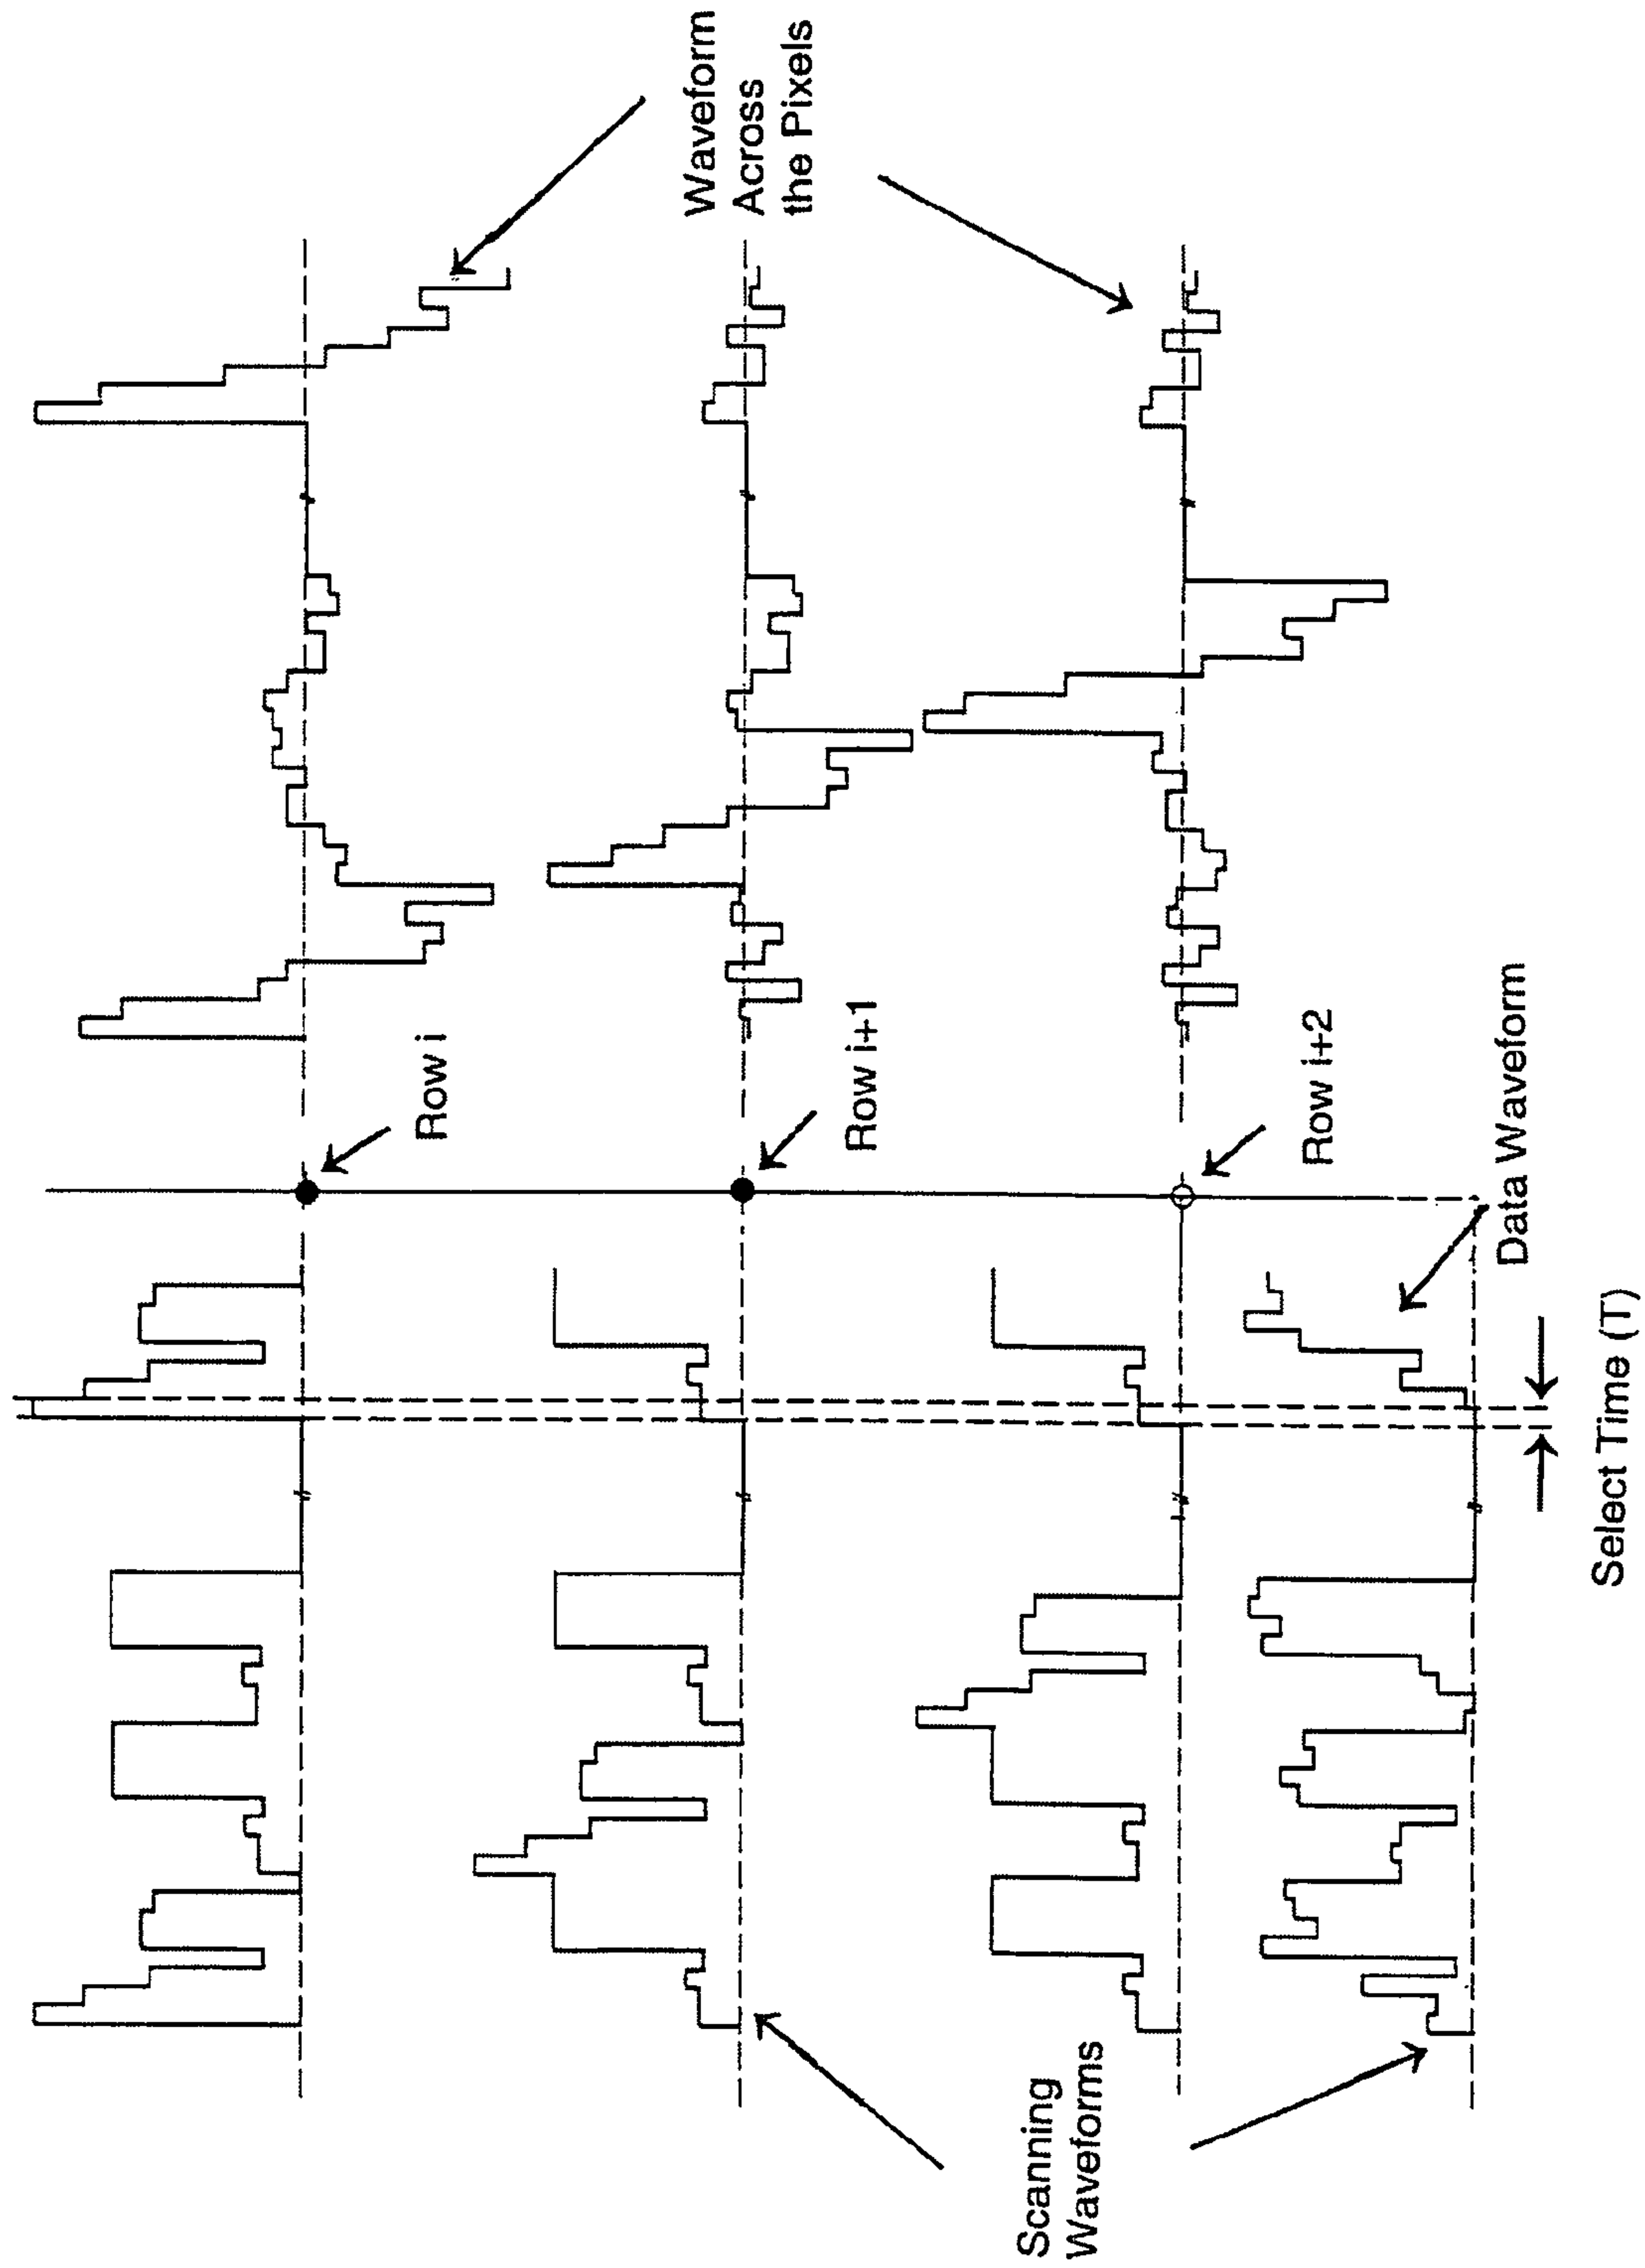 Waveform
Across
the Pixels
Row i
Row i+1
Row i+2
Data Waveform
Select Time (T)
Scanning
Waveforms